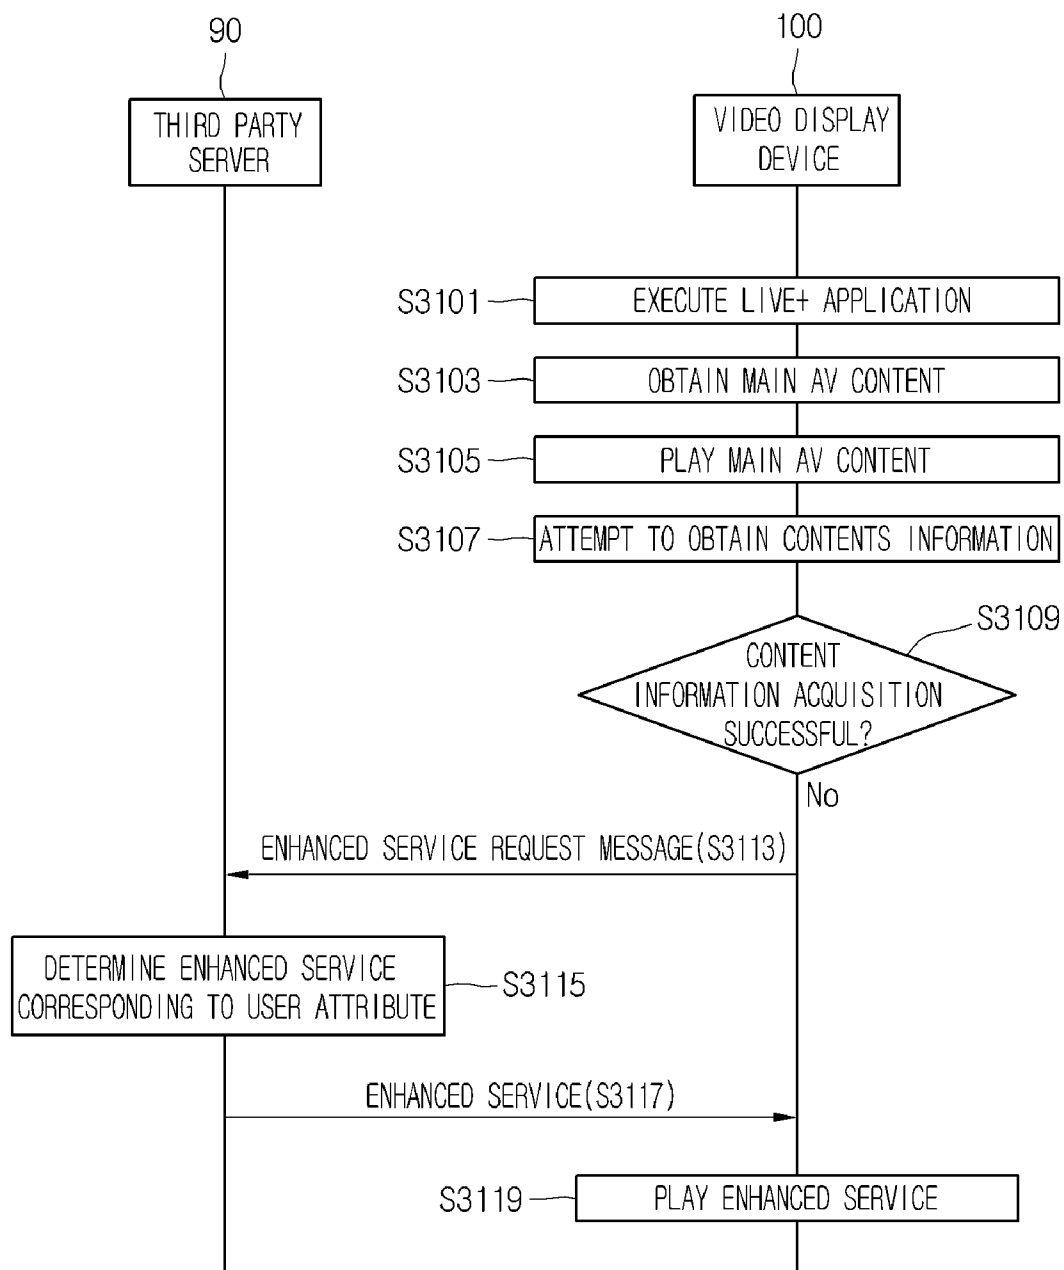 90
100
THIRD PARTY
SERVER
VIDEO DISPLAY
DEVICE
S3101
EXECUTE LIVE+ APPLICATION
S3103
OBTAIN MAIN AV CONTENT
S3105
PLAY MAIN AV CONTENT
S3107
ATTEMPT TO OBTAIN CONTENTS INFORMATION
S3109
CONTENT
INFORMATION ACQUISITION
SUCCESSFUL?
No
ENHANCED SERVICE REQUEST MESSAGE(S3113)
DETERMINE ENHANCED SERVICE
CORRESPONDING TO USER ATTRIBUTE
S3115
ENHANCED SERVICE(S3117)
S3119
PLAY ENHANCED SERVICE